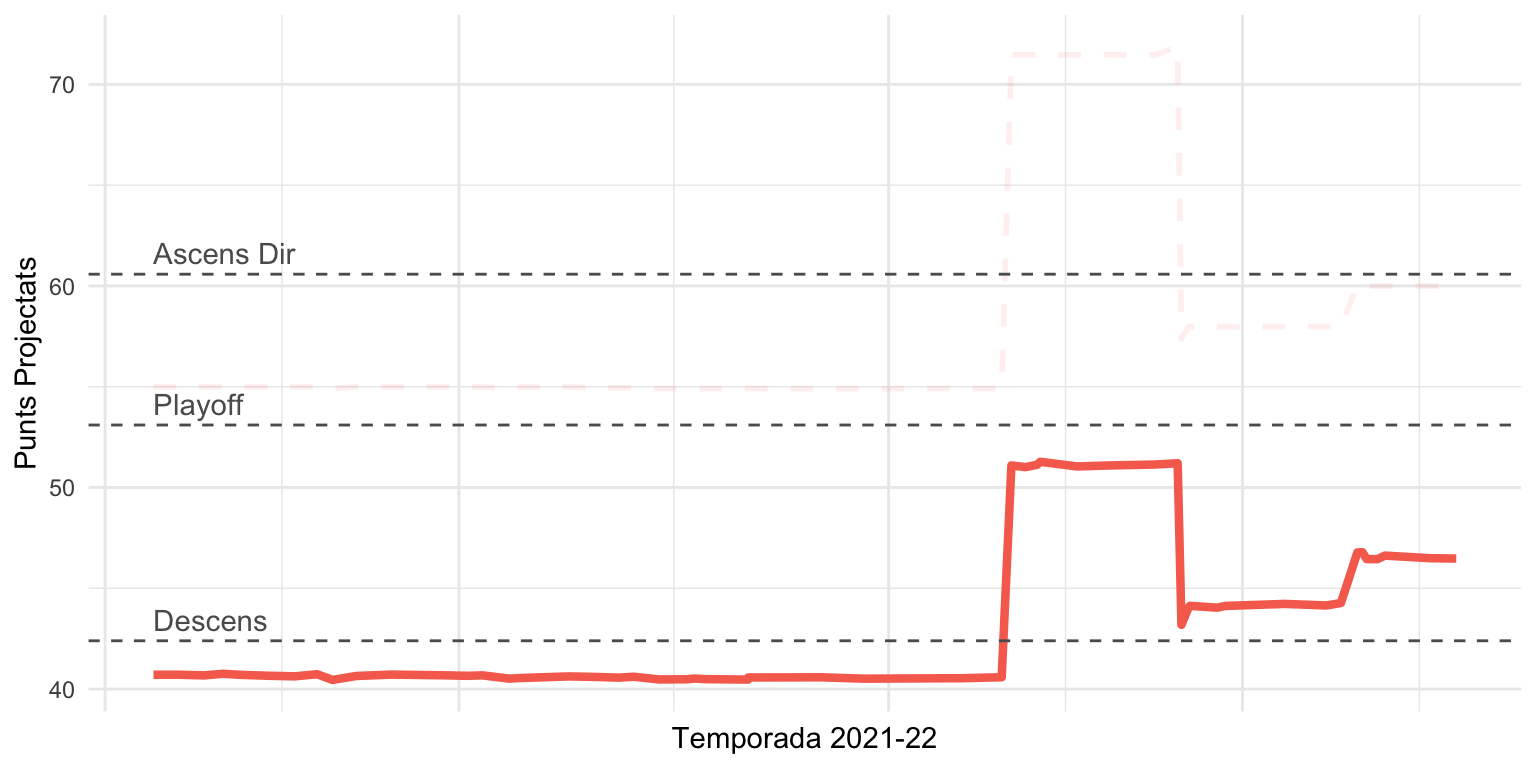 70
Ascens Dir
60
Playoff
50
Descens
40
Punts Projectats
Temporada 2021-22